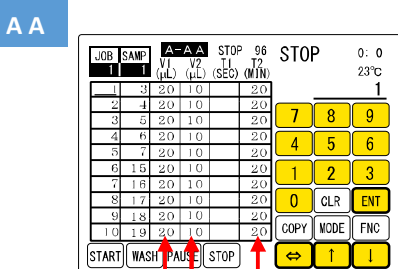 A A
JOB SAMP A-A A STOP 96 STOP 0: 0
1 1 V1 (μL) V2 (μL) T1 (SEC) T2 (MIN) 23℃
1
1 3 20 10 20
2 4 20 10 20
3 5 20 10 20
4 6 20 10 20
5 7 20 10 20
6 15 20 10 20
7 16 20 10 20
8 17 20 10 20
9 18 20 10 20
10 19 20 10 20
7 8 9
4 5 6
1 2 3
0 CLR ENT
COPY MODE FNC
START WASH PAUSE STOP ⇔ ↑ ↓